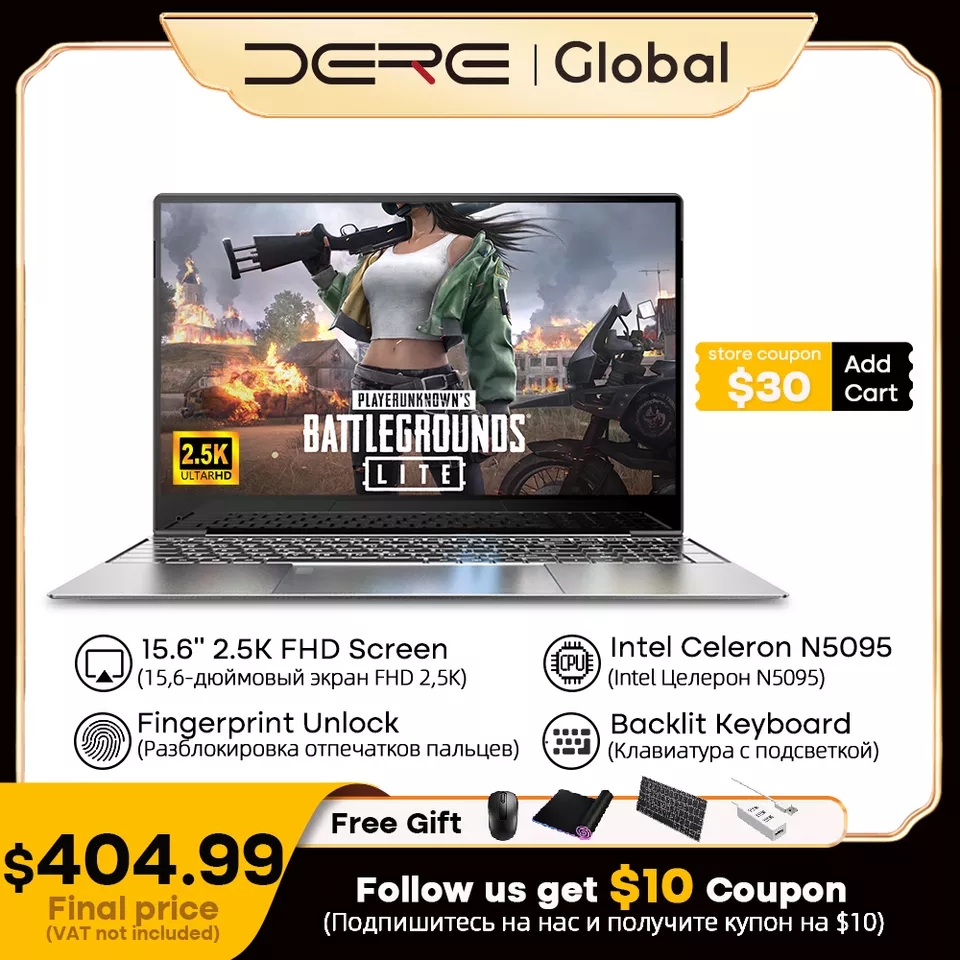 DERE | Global
PLAYERUNKNOWN'S
BATTLEGROUNDS
LITE
2.5K
ULTARHD
store coupon
$30
Add
Cart
15.6" 2.5K FHD Screen
(15,6-дюймовый экран FHD 2,5K)
CPU
Intel Celeron N5095
(Intel Целерон N5095)
Fingerprint Unlock
(Разблокировка отпечатков пальцев)
Backlit Keyboard
(Клавиатура с подсветкой)
Free Gift
$404.99
Final price
(VAT not included)
Follow us get $10 Coupon
(Подпишитесь на нас и получите купон на $10)